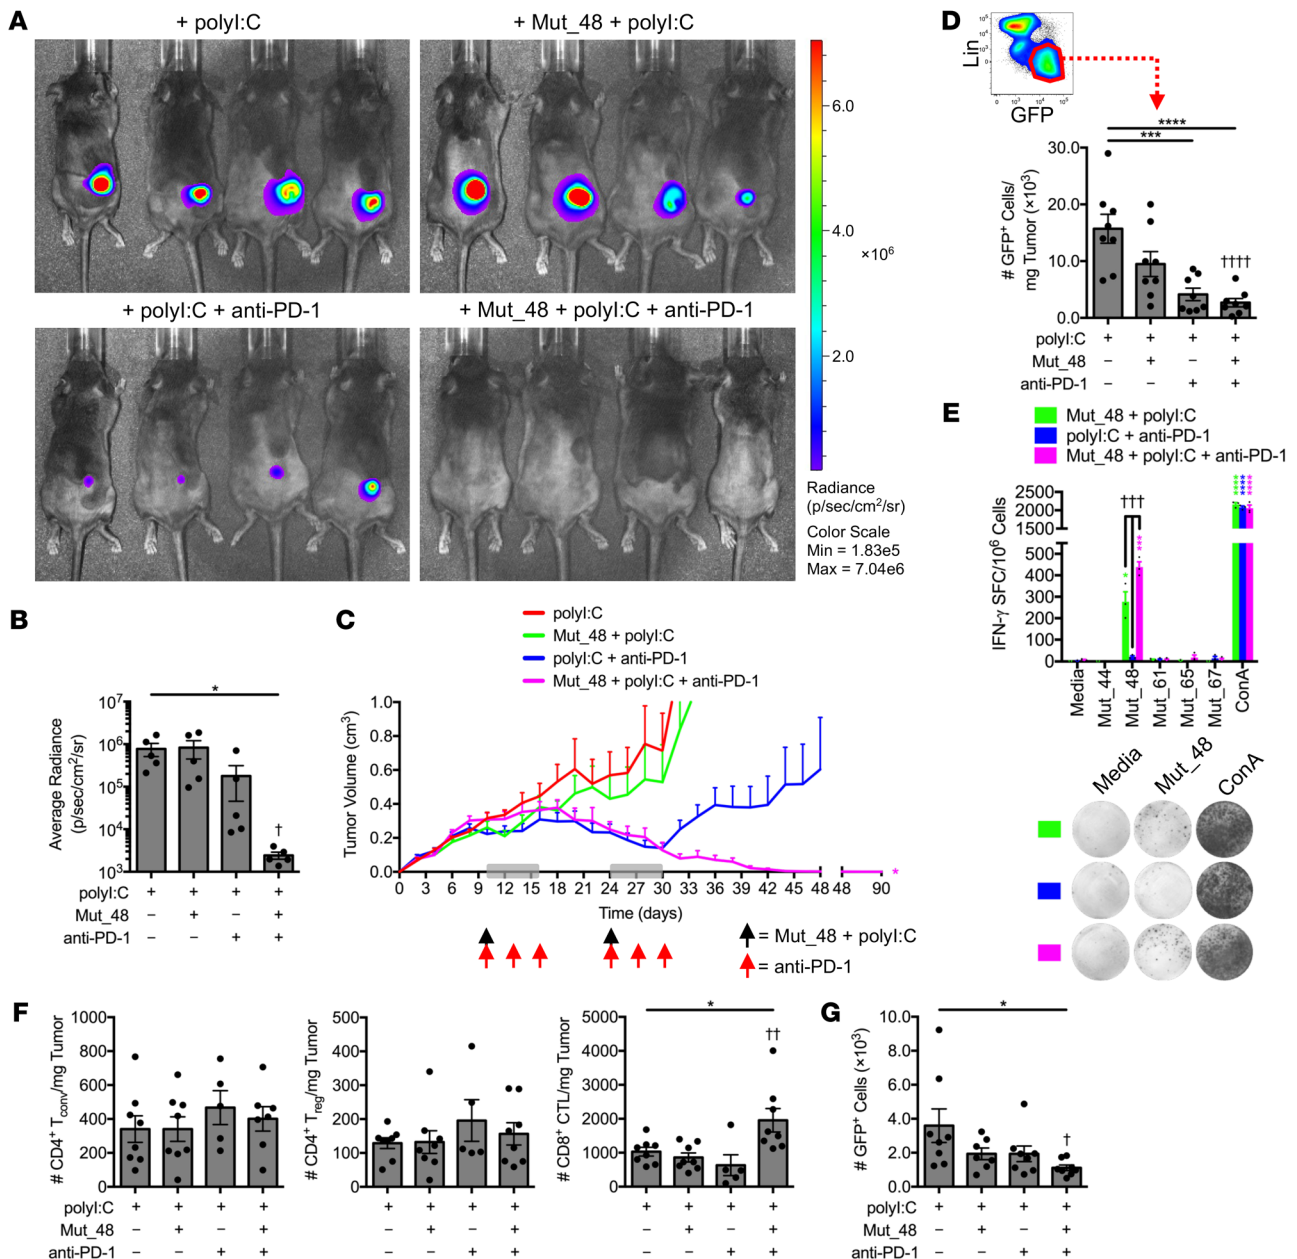 A
+ polyI:C
+ Mut_48 + polyI:C
+ polyI:C + anti-PD-1
+ Mut_48 + polyI:C + anti-PD-1
6.0
4.0
×10⁶
2.0
Radiance
(p/sec/cm²/sr)
Color Scale
Min = 1.83e5
Max = 7.04e6
B
Average Radiance
(p/sec/cm²/sr)
10⁷
10⁶
10⁵
10⁴
10³
*
†
polyI:C + + + +
Mut_48 – + – +
anti-PD-1 – – + +
C
polyI:C
Mut_48 + polyI:C
polyI:C + anti-PD-1
Mut_48 + polyI:C + anti-PD-1
Tumor Volume (cm³)
1.0
0.8
0.6
0.4
0.2
0.0
0 3 6 9 12 15 18 21 24 27 30 33 36 39 42 45 48 48 90
*
Time (days)
= Mut_48 + polyI:C
= anti-PD-1
D
Lin
GFP
****
***
# GFP⁺ Cells/
mg Tumor (×10³)
30.0
20.0
10.0
0.0
††††
polyI:C + + + +
Mut_48 – + – +
anti-PD-1 – – + +
E
Mut_48 + polyI:C
polyI:C + anti-PD-1
Mut_48 + polyI:C + anti-PD-1
IFN-γ SFC/10⁶ Cells
2500
2000
1500
500
400
300
200
100
0
†††
*
***
**** **** ****
Media
Mut_44
Mut_48
Mut_61
Mut_65
Mut_67
ConA
Media
Mut_48
ConA
F
# CD4⁺ Tconv/mg Tumor
1000
800
600
400
200
0
polyI:C + + + +
Mut_48 – + – +
anti-PD-1 – – + +
# CD4⁺ Treg/mg Tumor
500
400
300
200
100
0
+ + + +
– + – +
– – + +
# CD8⁺ CTL/mg Tumor
5000
4000
3000
2000
1000
0
*
††
+ + + +
– + – +
– – + +
G
# GFP⁺ Cells (×10³)
10.0
8.0
6.0
4.0
2.0
0.0
*
†
polyI:C + + + +
Mut_48 – + – +
anti-PD-1 – – + +